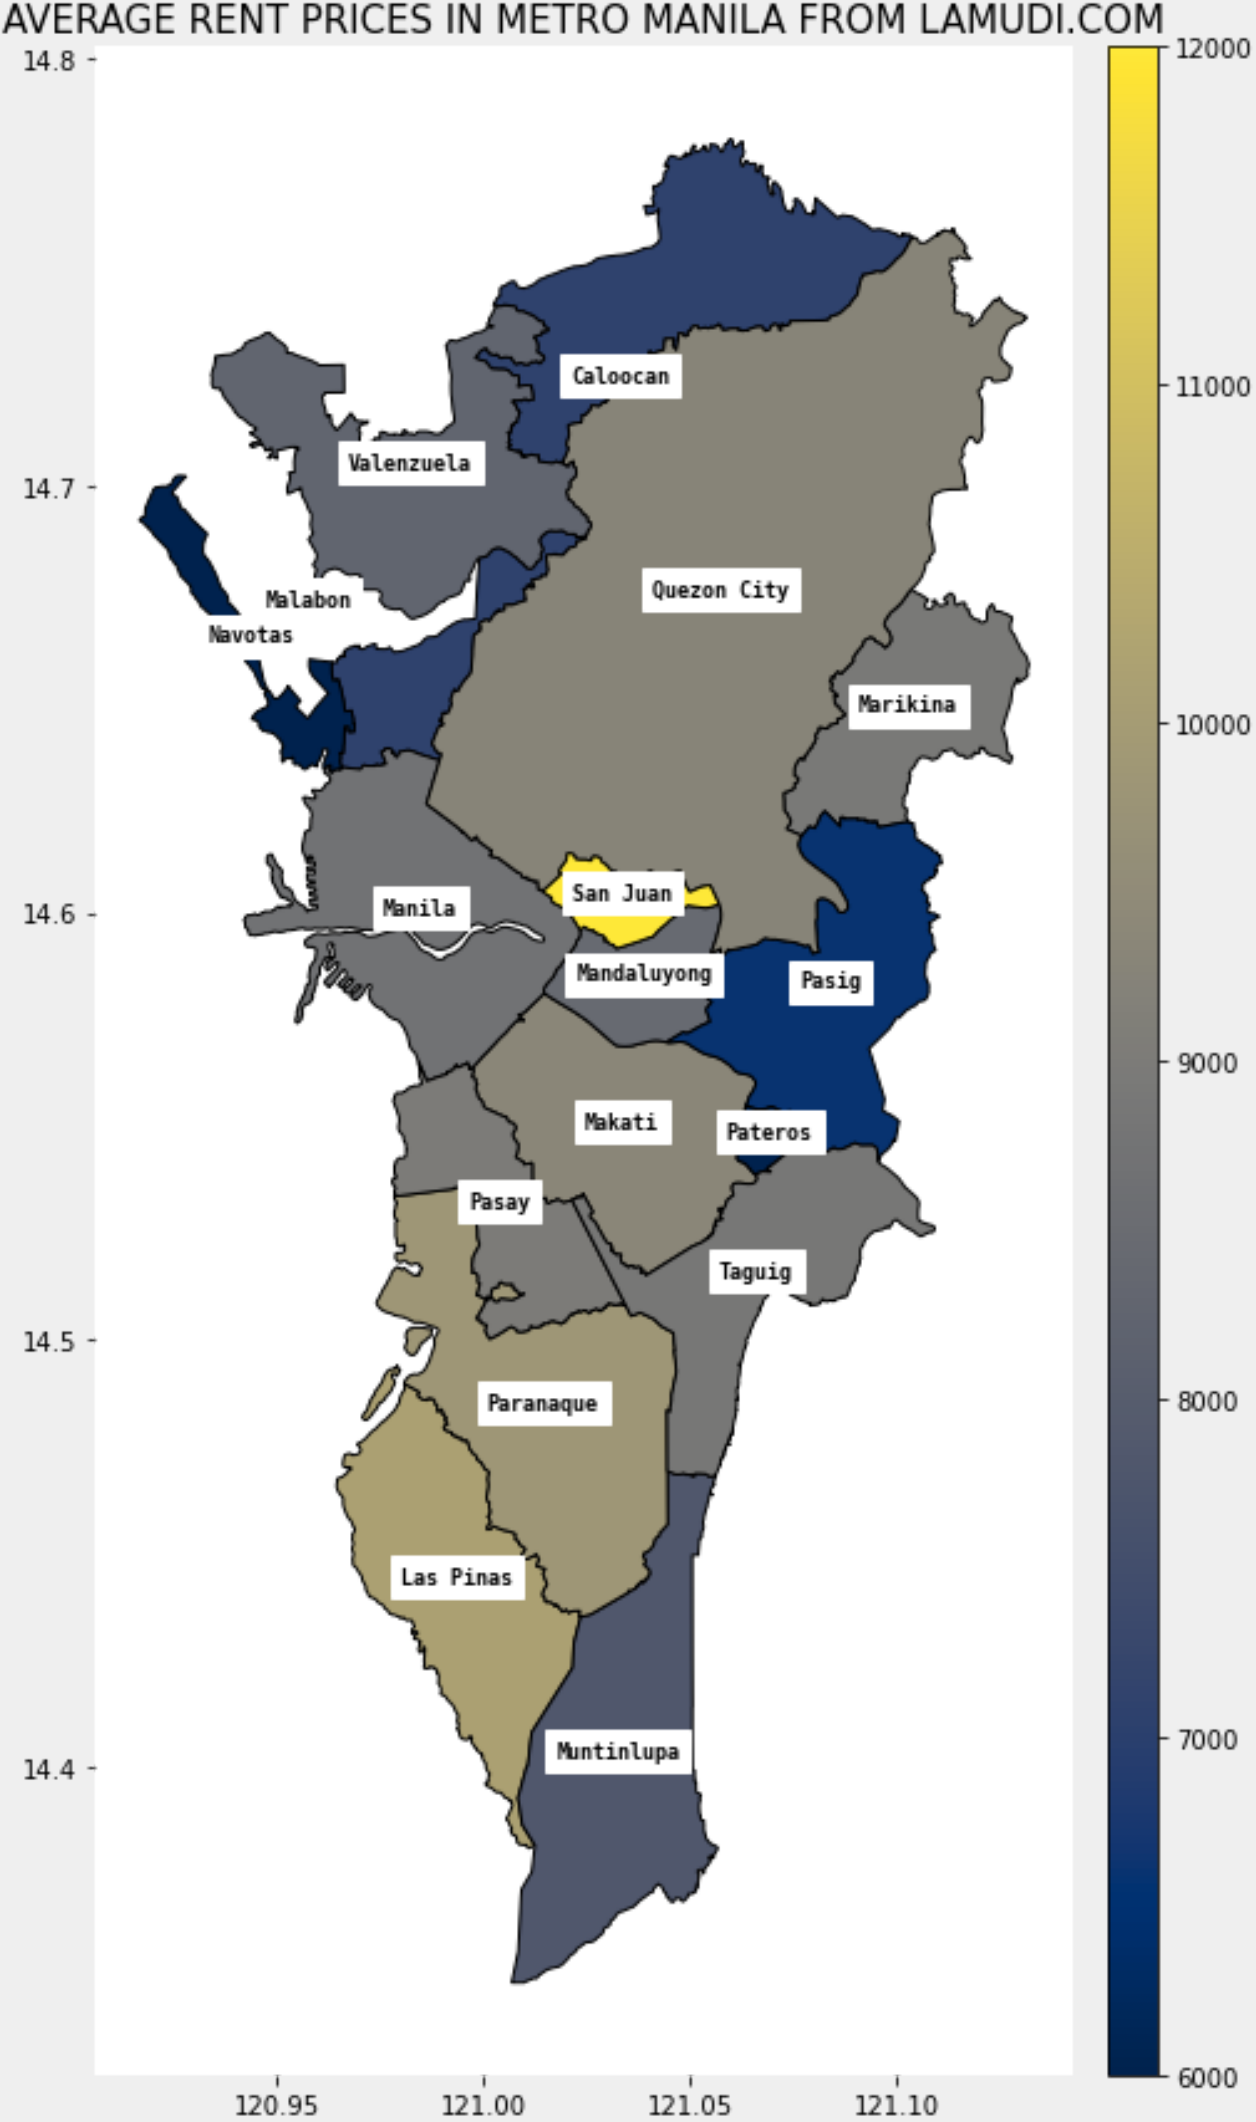 AVERAGE RENT PRICES IN METRO MANILA FROM LAMUDI.COM
14.8
14.7
14.6
14.5
14.4
120.95
121.00
121.05
121.10
Caloocan
Valenzuela
Quezon City
Malabon
Navotas
Marikina
San Juan
Manila
Mandaluyong
Pasig
Makati
Pateros
Pasay
Taguig
Paranaque
Las Pinas
Muntinlupa
12000
11000
10000
9000
8000
7000
6000